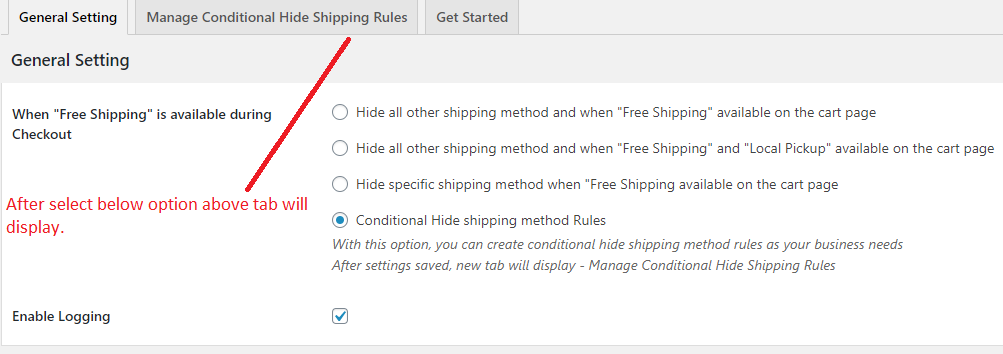 General Setting
Manage Conditional Hide Shipping Rules
Get Started
General Setting
When "Free Shipping" is available during
Checkout
Hide all other shipping method and when "Free Shipping" available on the cart page
Hide all other shipping method and when "Free Shipping" and "Local Pickup" available on the cart page
Hide specific shipping method when "Free Shipping available on the cart page
After select below option above tab will
display.
Conditional Hide shipping method Rules
With this option, you can create conditional hide shipping method rules as your business needs
After settings saved, new tab will display - Manage Conditional Hide Shipping Rules
Enable Logging